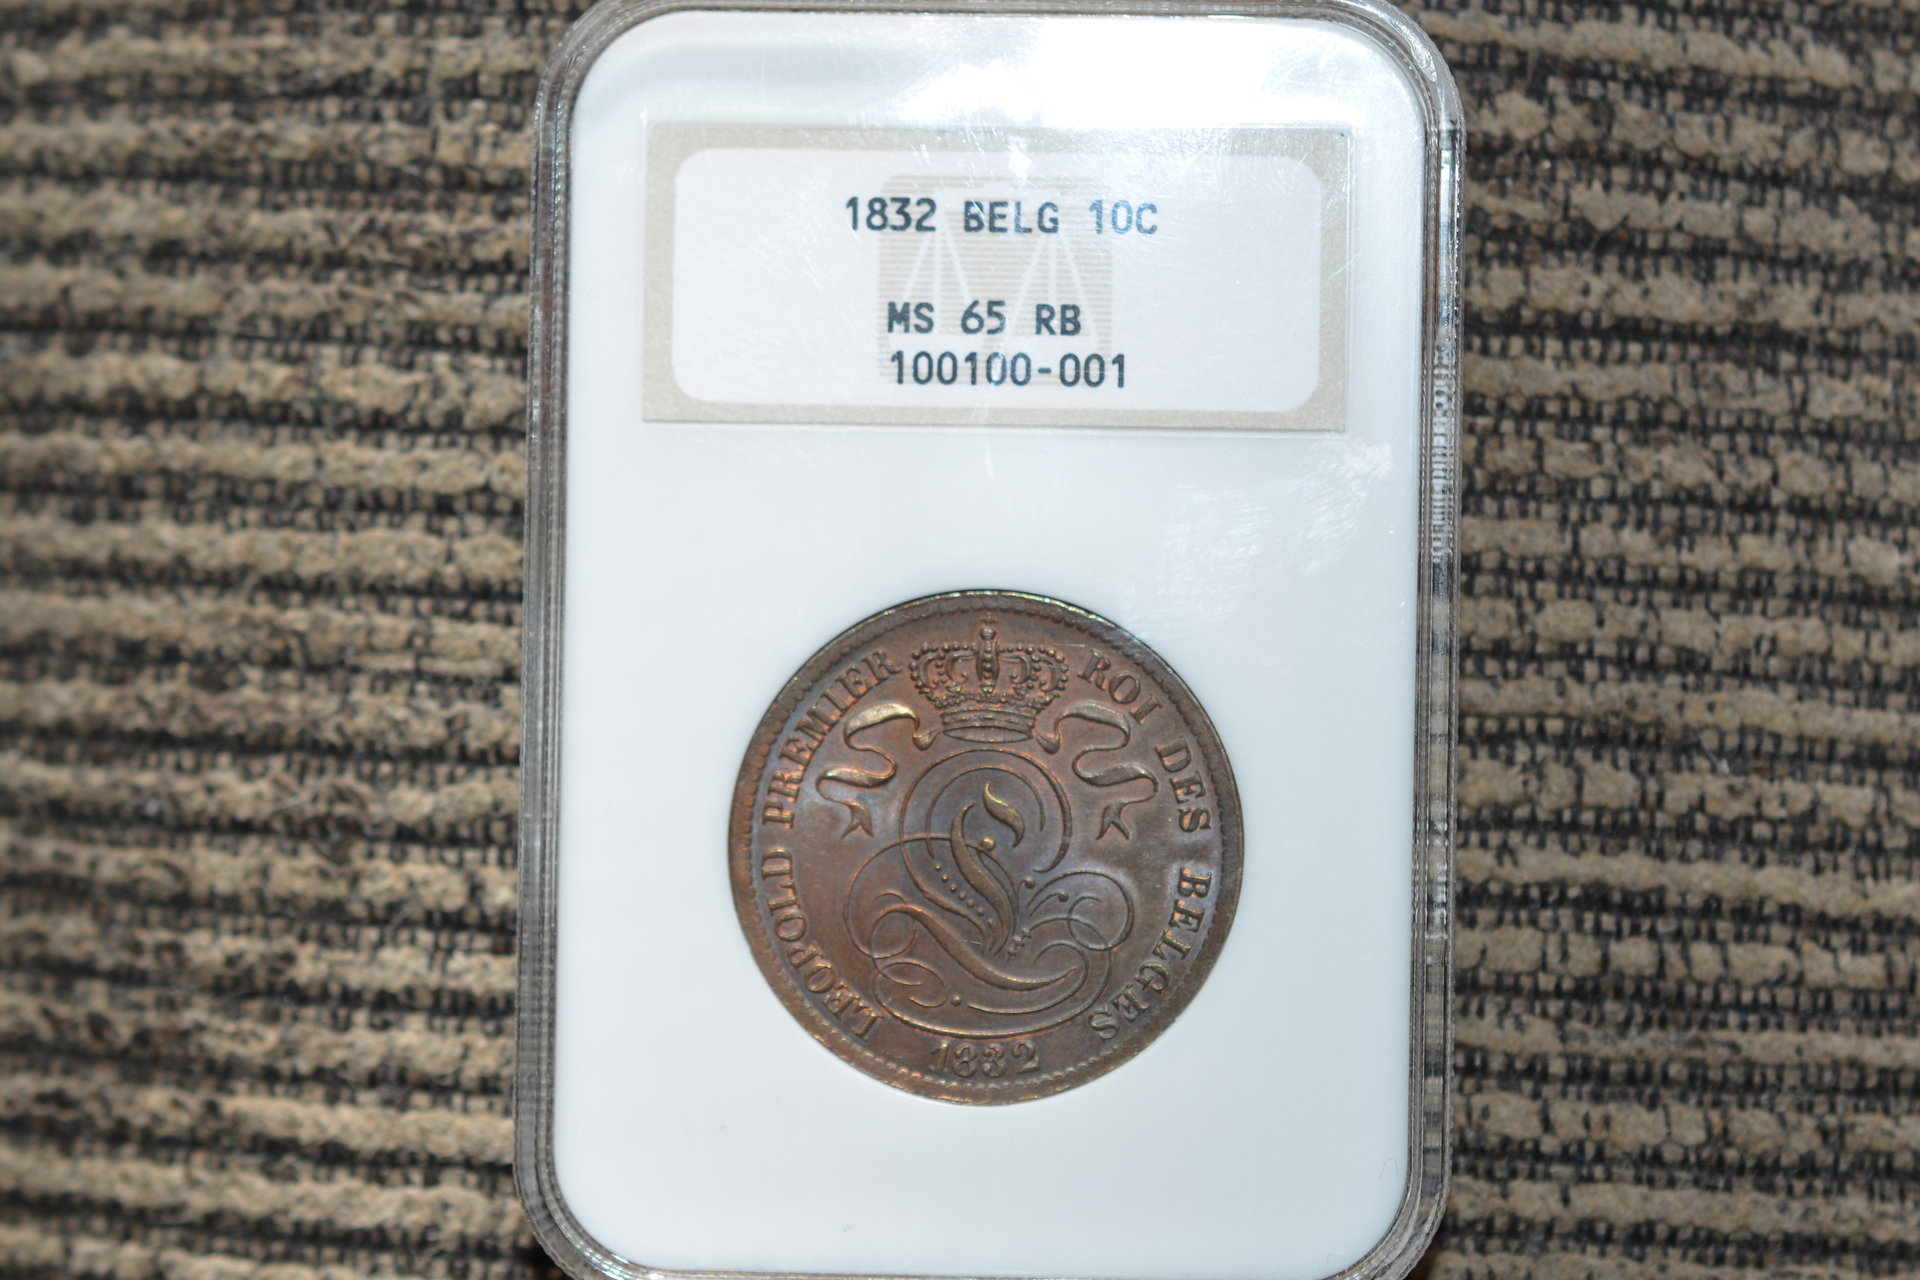 1832 BELG 10C
MS 65 RB
100100-001
LEOPOLD PREMIER ROI DES BELGES
1832